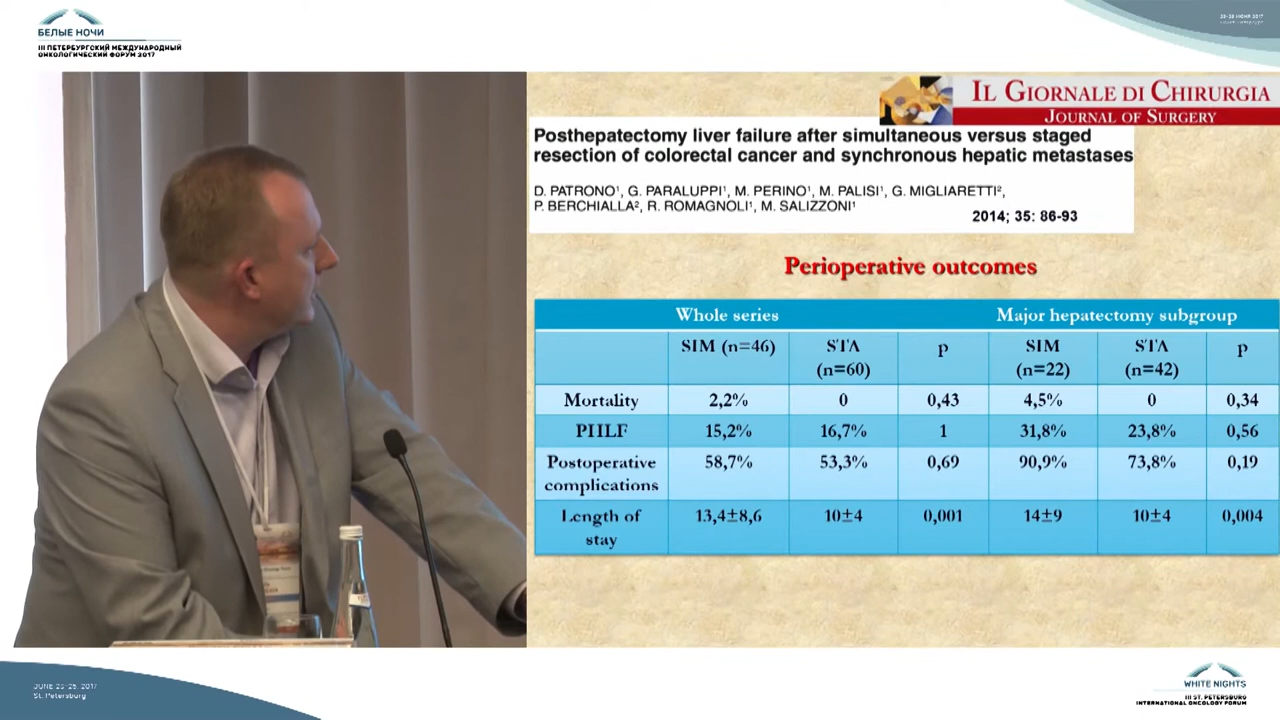 БЕЛЫЕ НОЧИ
III ПЕТЕРБУРГСКИЙ МЕЖДУНАРОДНЫЙ
ОНКОЛОГИЧЕСКИЙ ФОРУМ 2017
IL GIORNALE DI CHIRURGIA
JOURNAL OF SURGERY
Posthepatectomy liver failure after simultaneous versus staged
resection of colorectal cancer and synchronous hepatic metastases
D. PATRONO¹, G. PARALUPPI¹, M. PERINO¹, M. PALISI¹, G. MIGLIARETTI²,
P. BERCHIALLA², R. ROMAGNOLI¹, M. SALIZZONI¹
2014; 35: 86-93
Perioperative outcomes
Whole series Major hepatectomy subgroup
SIM (n=46) STA (n=60) p SIM (n=22) STA (n=42) p
Mortality 2,2% 0 0,43 4,5% 0 0,34
PHLF 15,2% 16,7% 1 31,8% 23,8% 0,56
Postoperative complications 58,7% 53,3% 0,69 90,9% 73,8% 0,19
Length of stay 13,4±8,6 10±4 0,001 14±9 10±4 0,004
St. Petersburg
WHITE NIGHTS
III ST. PETERSBURG
INTERNATIONAL ONCOLOGY FORUM